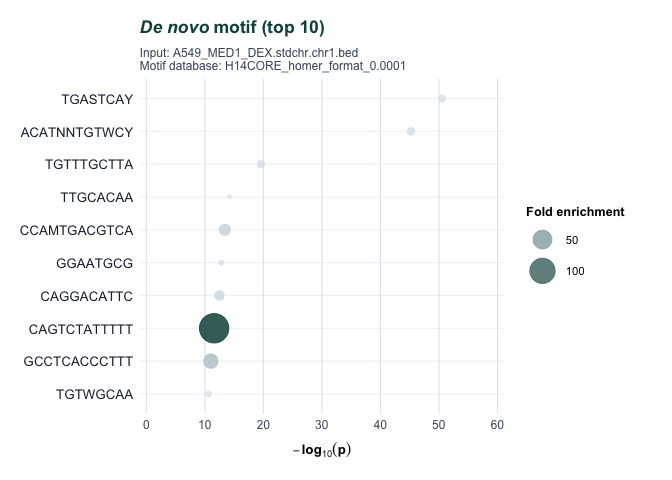 De novo motif (top 10)
Input: A549_MED1_DEX.stdchr.chr1.bed
Motif database: H14CORE_homer_format_0.0001
TGASTCAY
ACATNNTGTWCY
TGTTTGCTTA
TTGCACAA
CCAMTGACGTCA
GGAATGCG
CAGGACATTC
CAGTCTATTTTT
GCCTCACCCTTT
TGTWGCAA
0 10 20 30 40 50 60
−log₁₀(p)
Fold enrichment
50
100